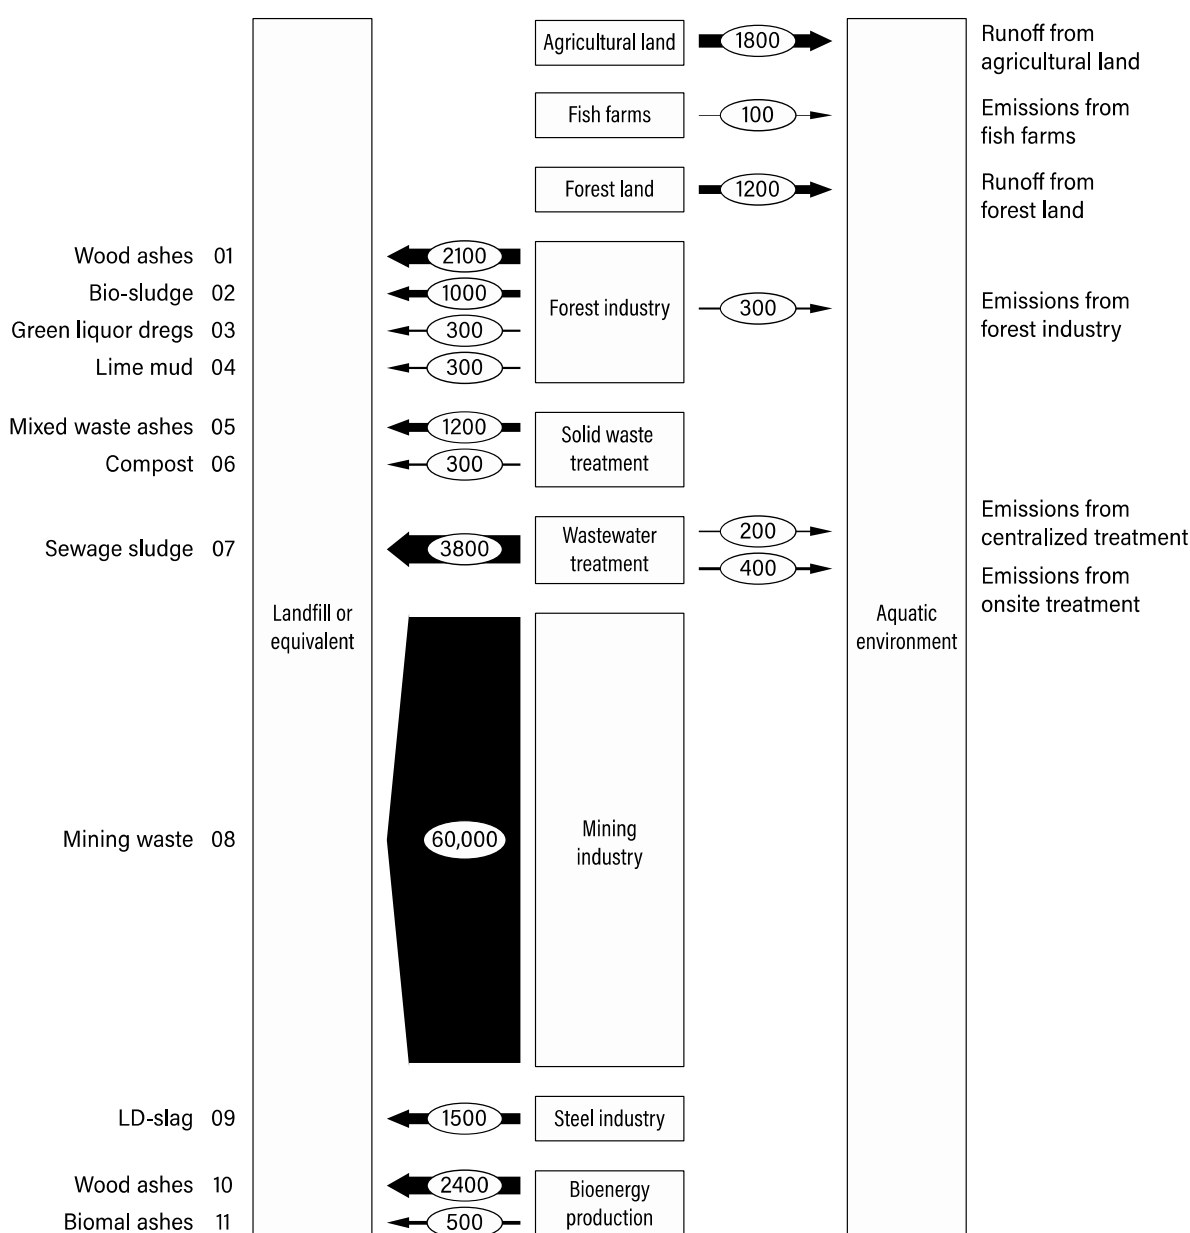 Agricultural land 1800 Runoff from
agricultural land
Fish farms 100 Emissions from
fish farms
Forest land 1200 Runoff from
forest land
Wood ashes 01 2100
Bio-sludge 02 1000
Green liquor dregs 03 300
Lime mud 04 300
Forest industry 300 Emissions from
forest industry
Mixed waste ashes 05 1200
Compost 06 300
Solid waste
treatment
Sewage sludge 07 3800
Wastewater
treatment
200 Emissions from
centralized treatment
400 Emissions from
onsite treatment
Landfill or
equivalent
Aquatic
environment
Mining waste 08 60,000
Mining
industry
LD-slag 09 1500 Steel industry
Wood ashes 10 2400
Biomal ashes 11 500
Bioenergy
production